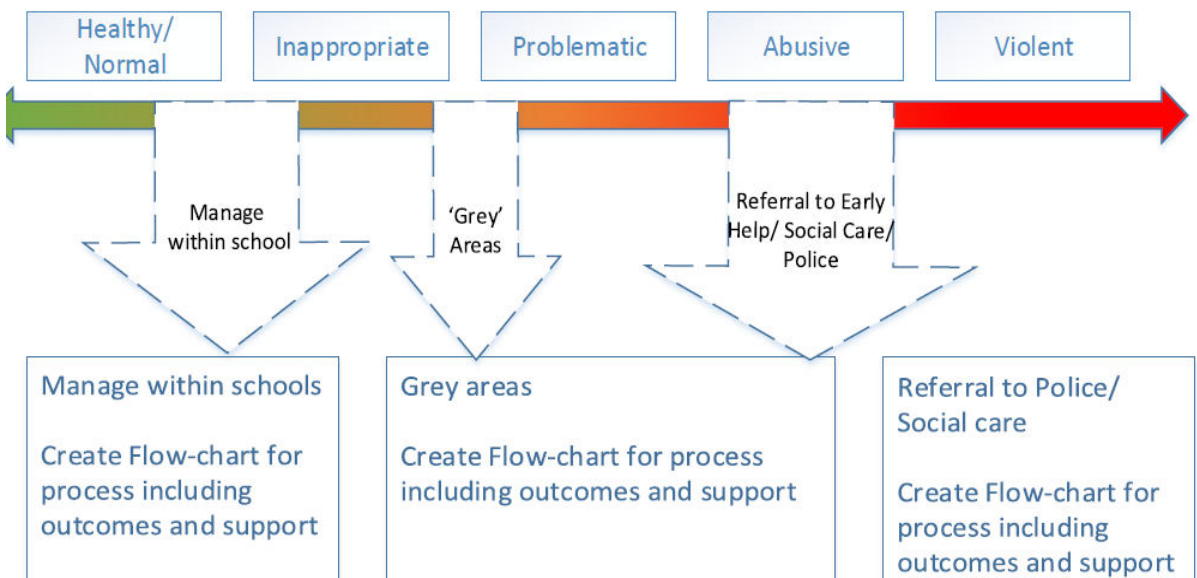 Healthy/
Normal
Inappropriate
Problematic
Abusive
Violent
Manage
within school
‘Grey’
Areas
Referral to Early
Help/ Social Care/
Police
Manage within schools
Create Flow-chart for
process including
outcomes and support
Grey areas
Create Flow-chart for process
including outcomes and support
Referral to Police/
Social care
Create Flow-chart for
process including
outcomes and support